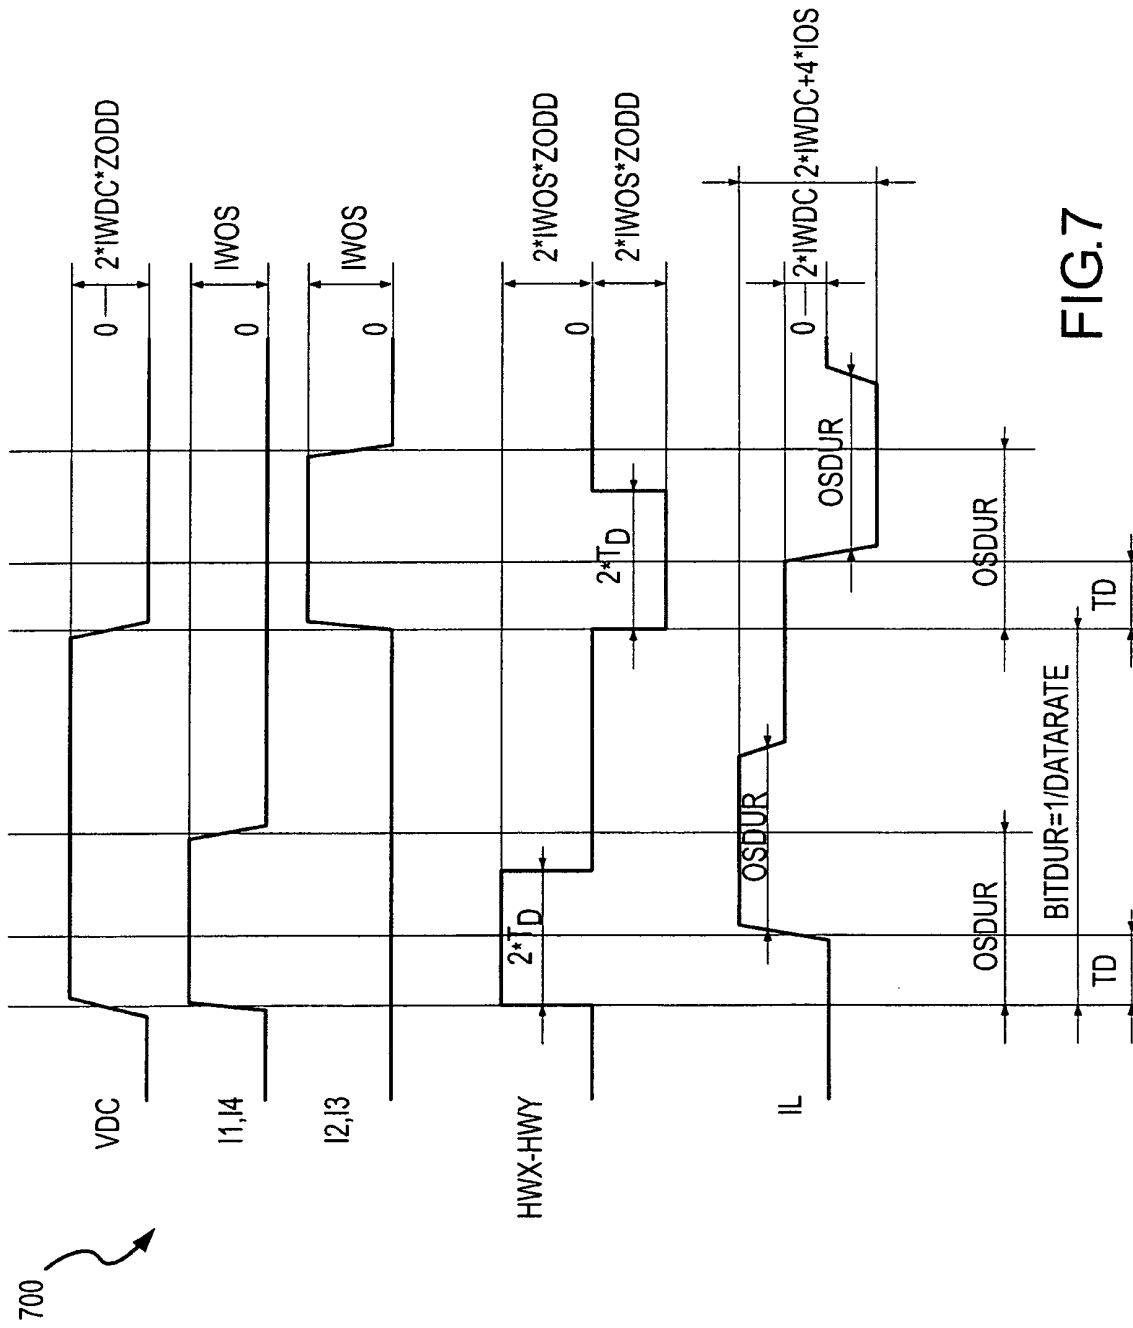 700
VDC
0
2*IWDC*ZODD
I1,I4
0
IWOS
I2,I3
0
IWOS
HWX-HWY
2*TD
2*TD
0
2*IWOS*ZODD
2*IWOS*ZODD
IL
OSDUR
OSDUR
0
2*IWDC
2*IWDC+4*IOS
OSDUR
OSDUR
BITDUR=1/DATARATE
TD
TD
FIG.7